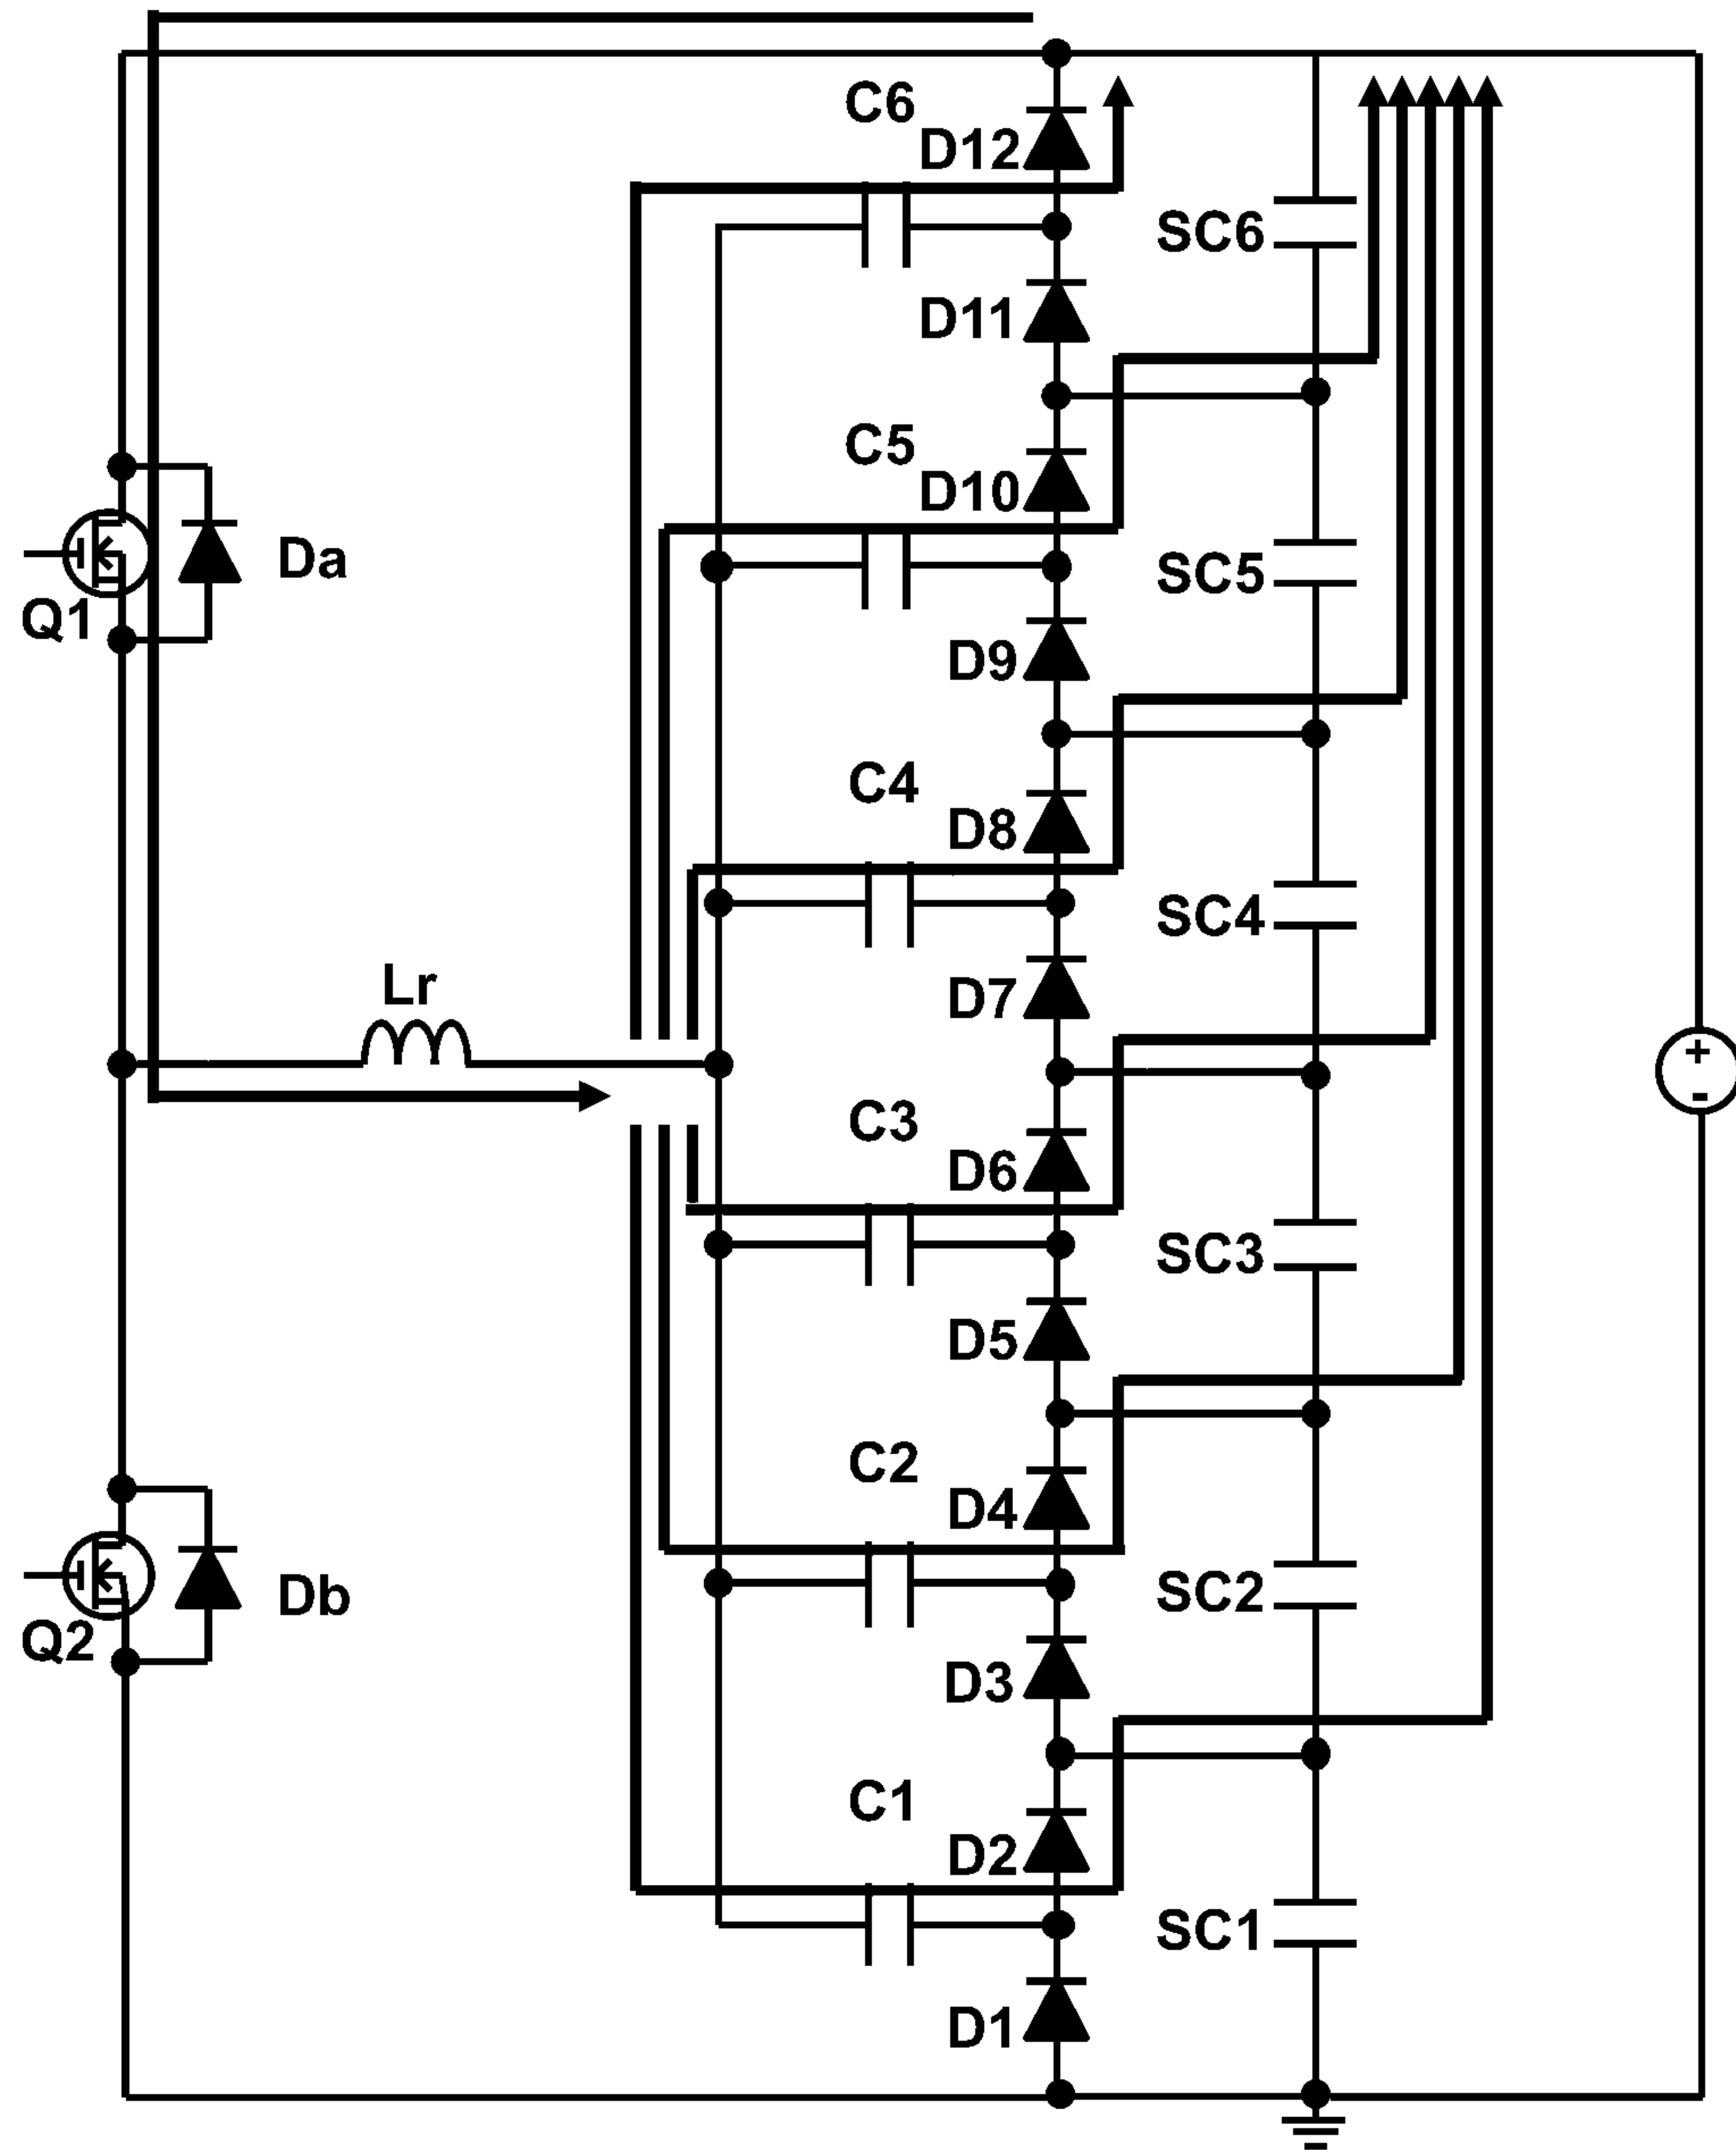 C6
D12
SC6
D11
C5
D10
Da
SC5
Q1
D9
C4
D8
SC4
Lr
D7
+
-
C3
D6
SC3
D5
C2
D4
Db
SC2
Q2
D3
C1
D2
SC1
D1